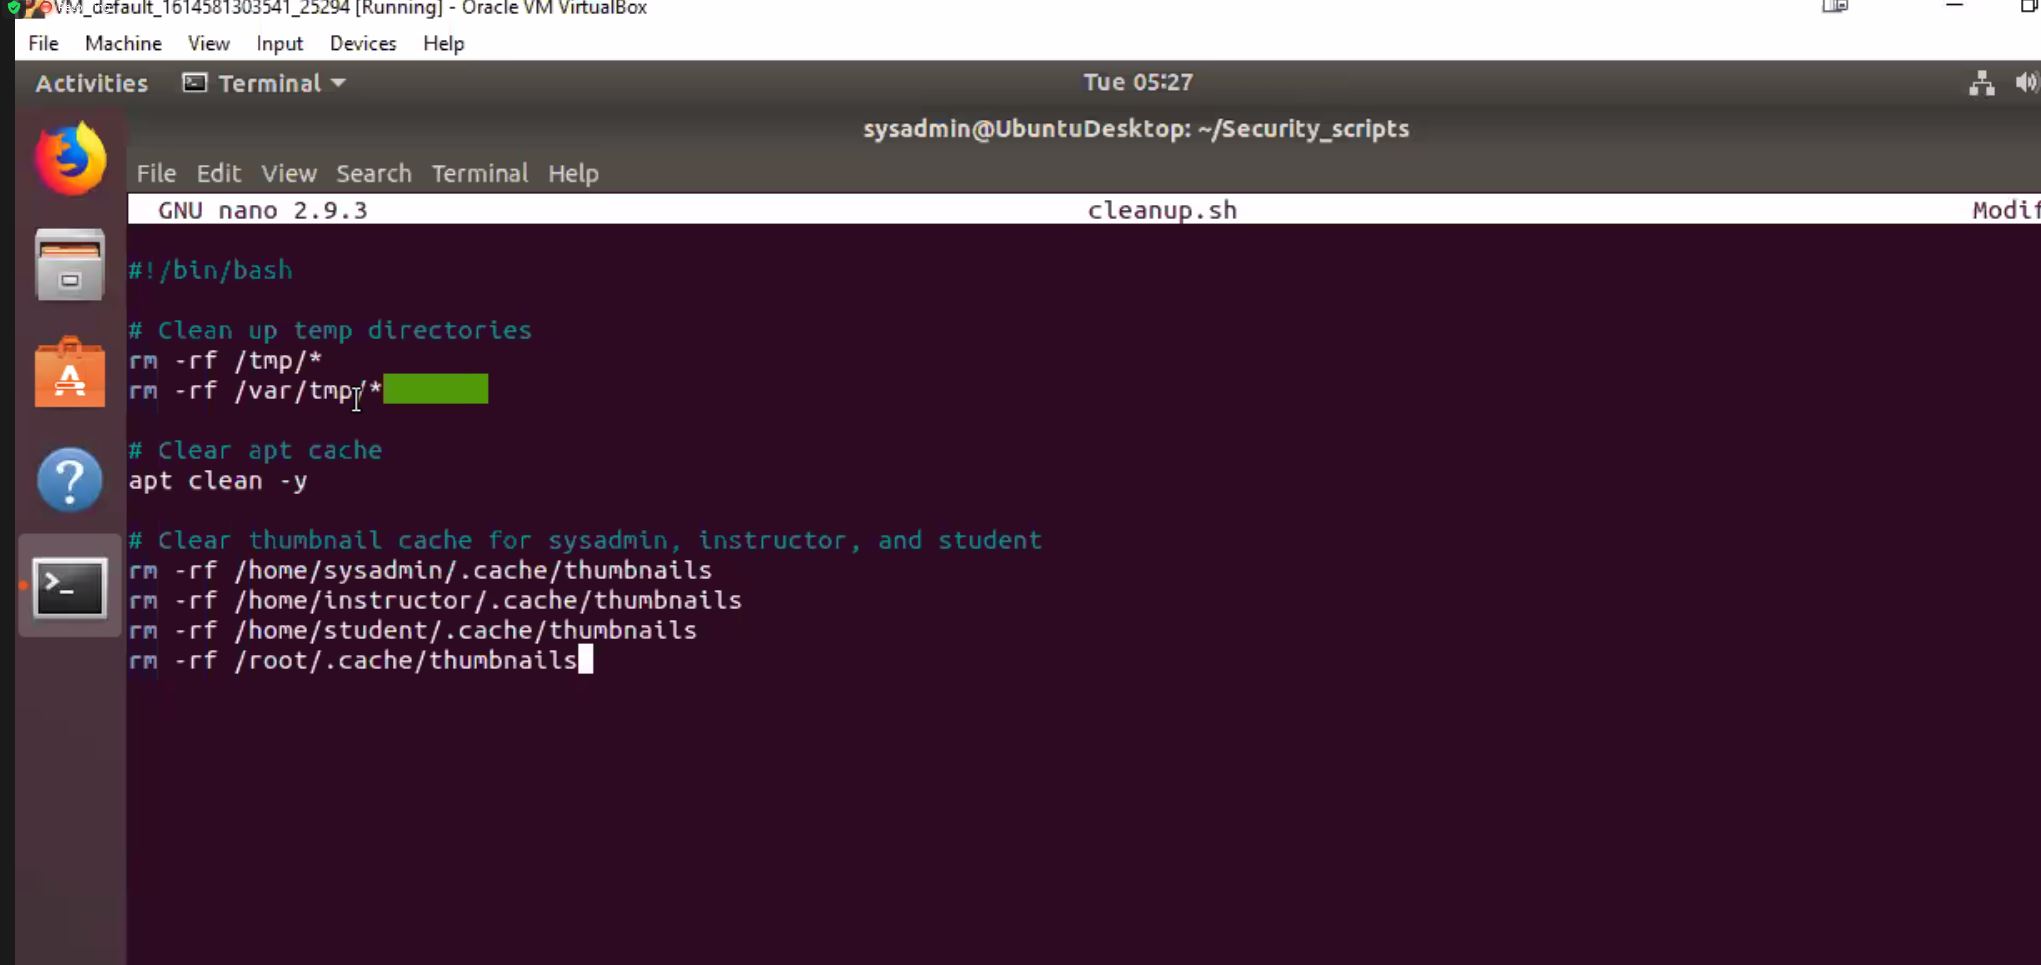 VM_default_1614581303541_25294 [Running] - Oracle VM VirtualBox
File Machine View Input Devices Help
Activities Terminal Tue 05:27
sysadmin@UbuntuDesktop: ~/Security_scripts
File Edit View Search Terminal Help
GNU nano 2.9.3 cleanup.sh Modif
#!/bin/bash
# Clean up temp directories
rm -rf /tmp/*
rm -rf /var/tmp/*
# Clear apt cache
apt clean -y
# Clear thumbnail cache for sysadmin, instructor, and student
rm -rf /home/sysadmin/.cache/thumbnails
rm -rf /home/instructor/.cache/thumbnails
rm -rf /home/student/.cache/thumbnails
rm -rf /root/.cache/thumbnails